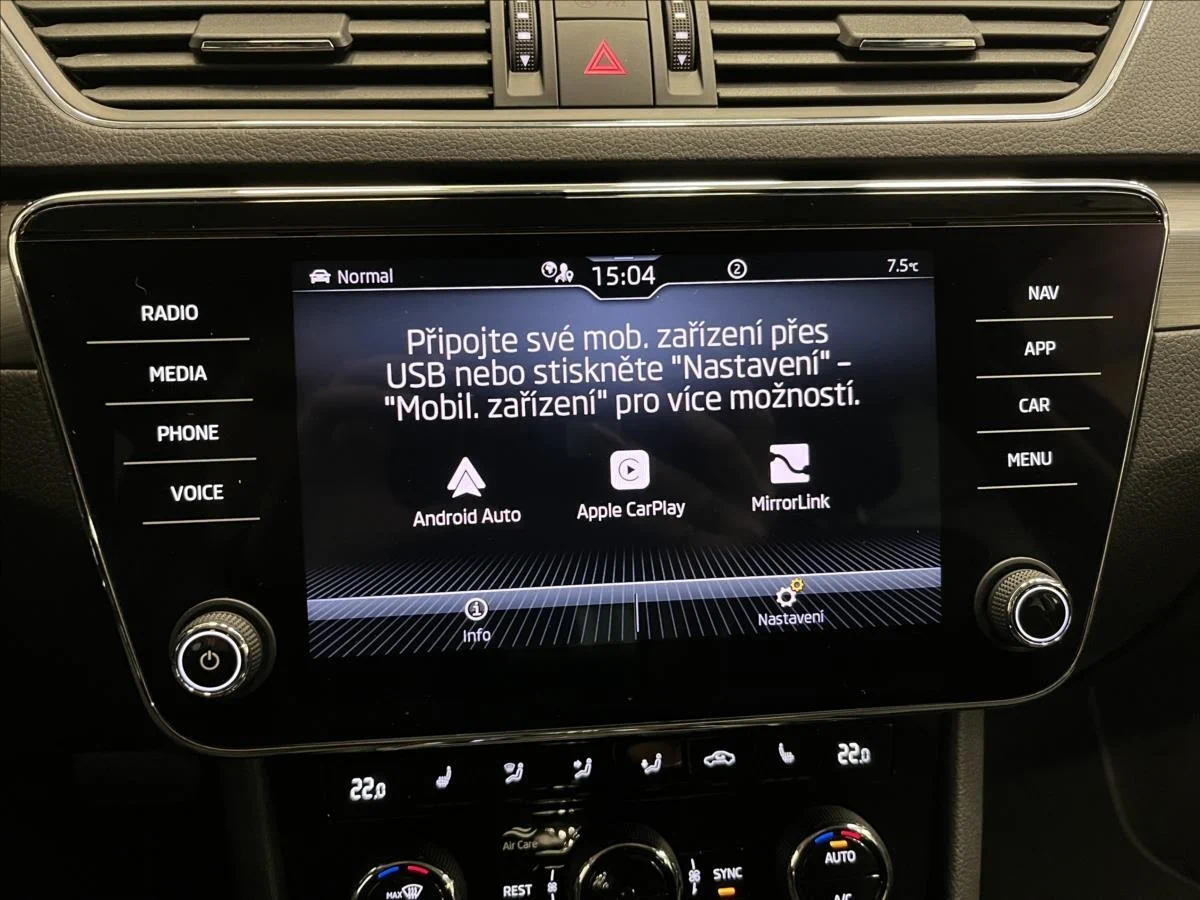 Normal
15:04
2
7.5°C
RADIO
MEDIA
PHONE
VOICE
Připojte své mob. zařízení přes
USB nebo stiskněte "Nastavení" –
"Mobil. zařízení" pro více možností.
Android Auto
Apple CarPlay
MirrorLink
Info
Nastavení
NAV
APP
CAR
MENU
22.0
22.0
Air Care
MAX
REST
SYNC
AUTO
A/C